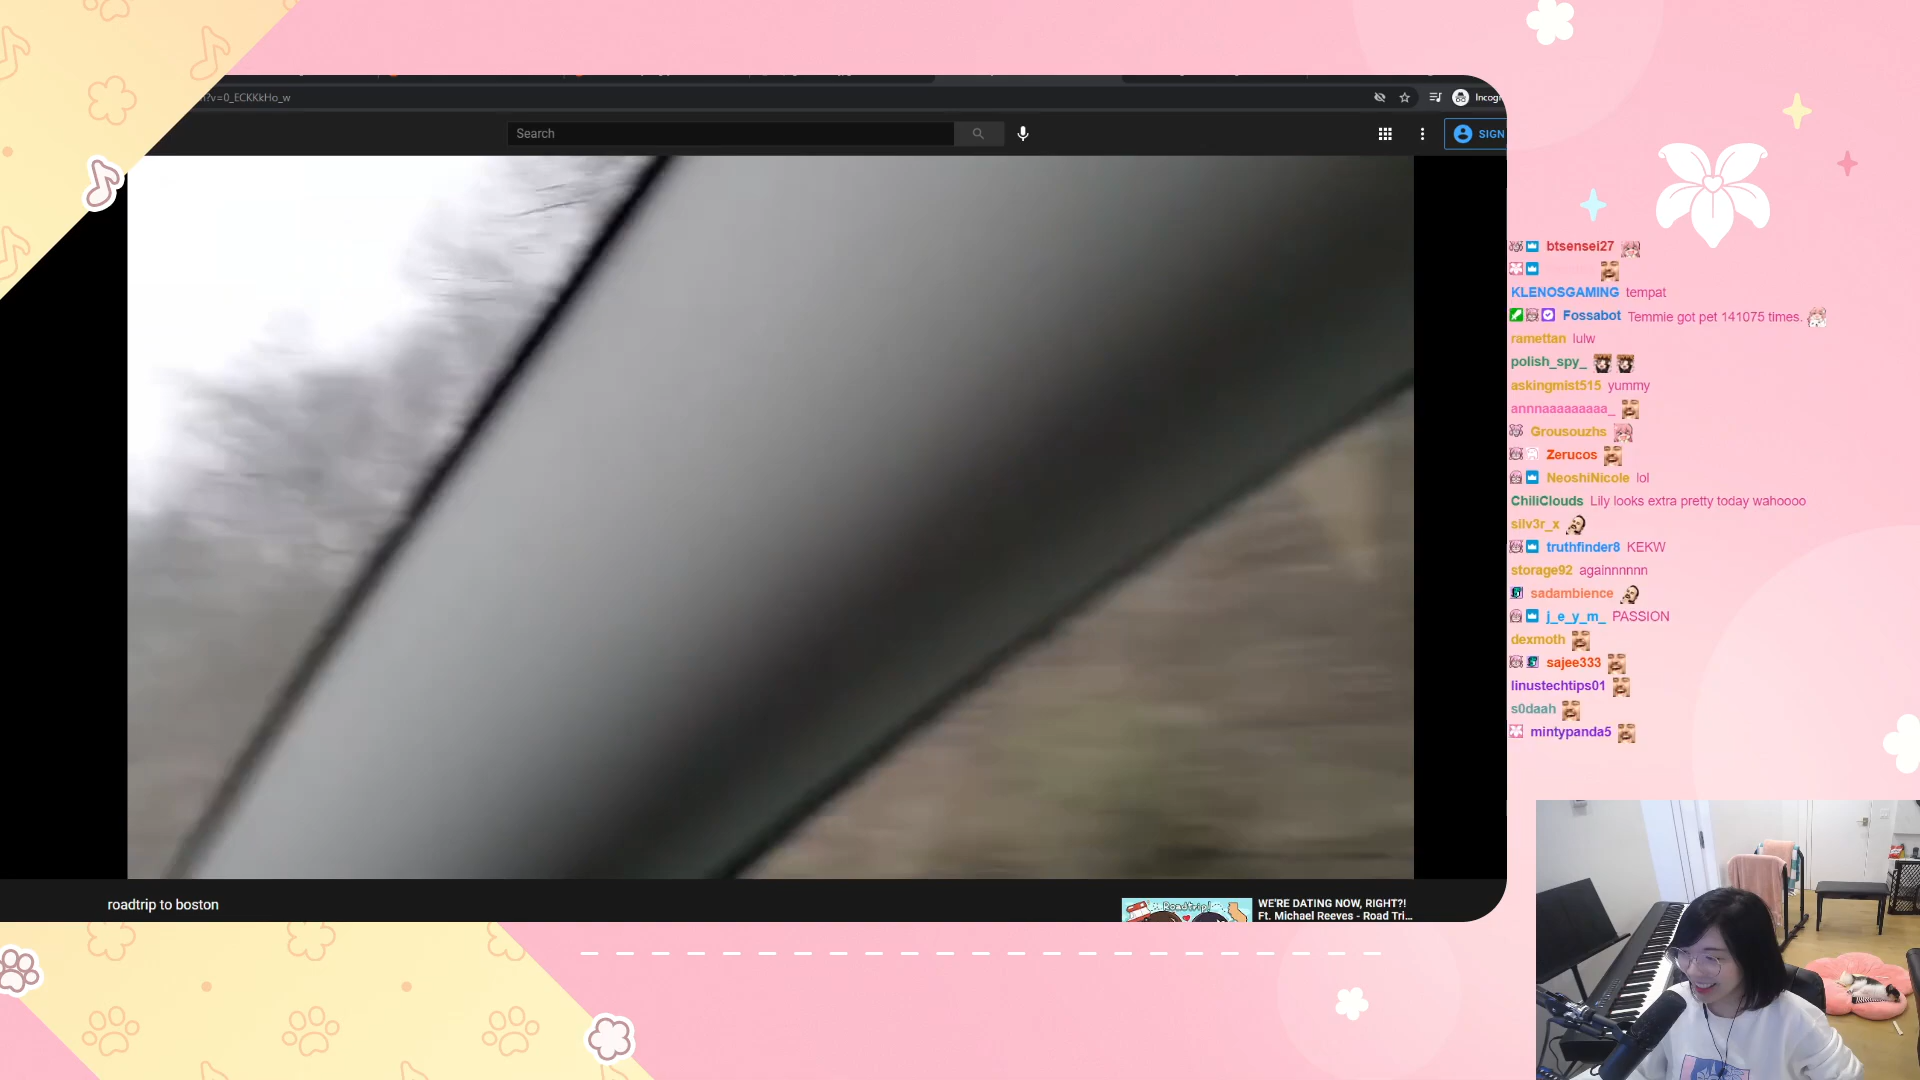 ?v=0_ECKKkHo_w
Search
SIGN
btsensei27
KLENOSGAMING tempat
Fossabot Temmie got pet 141075 times.
ramettan lulw
polish_spy_
askingmist515 yummy
annnaaaaaaaaa_
Grousouzhs
Zerucos
NeoshiNicole lol
ChiliClouds Lily looks extra pretty today wahoooo
silv3r_x
truthfinder8 KEKW
storage92 againnnnnn
sadambience
j_e_y_m_ PASSION
dexmoth
sajee333
linustechtips01
s0daah
mintypanda5
roadtrip to boston
Roadtrip!
WE'RE DATING NOW, RIGHT?!
Ft. Michael Reeves - Road Tri...